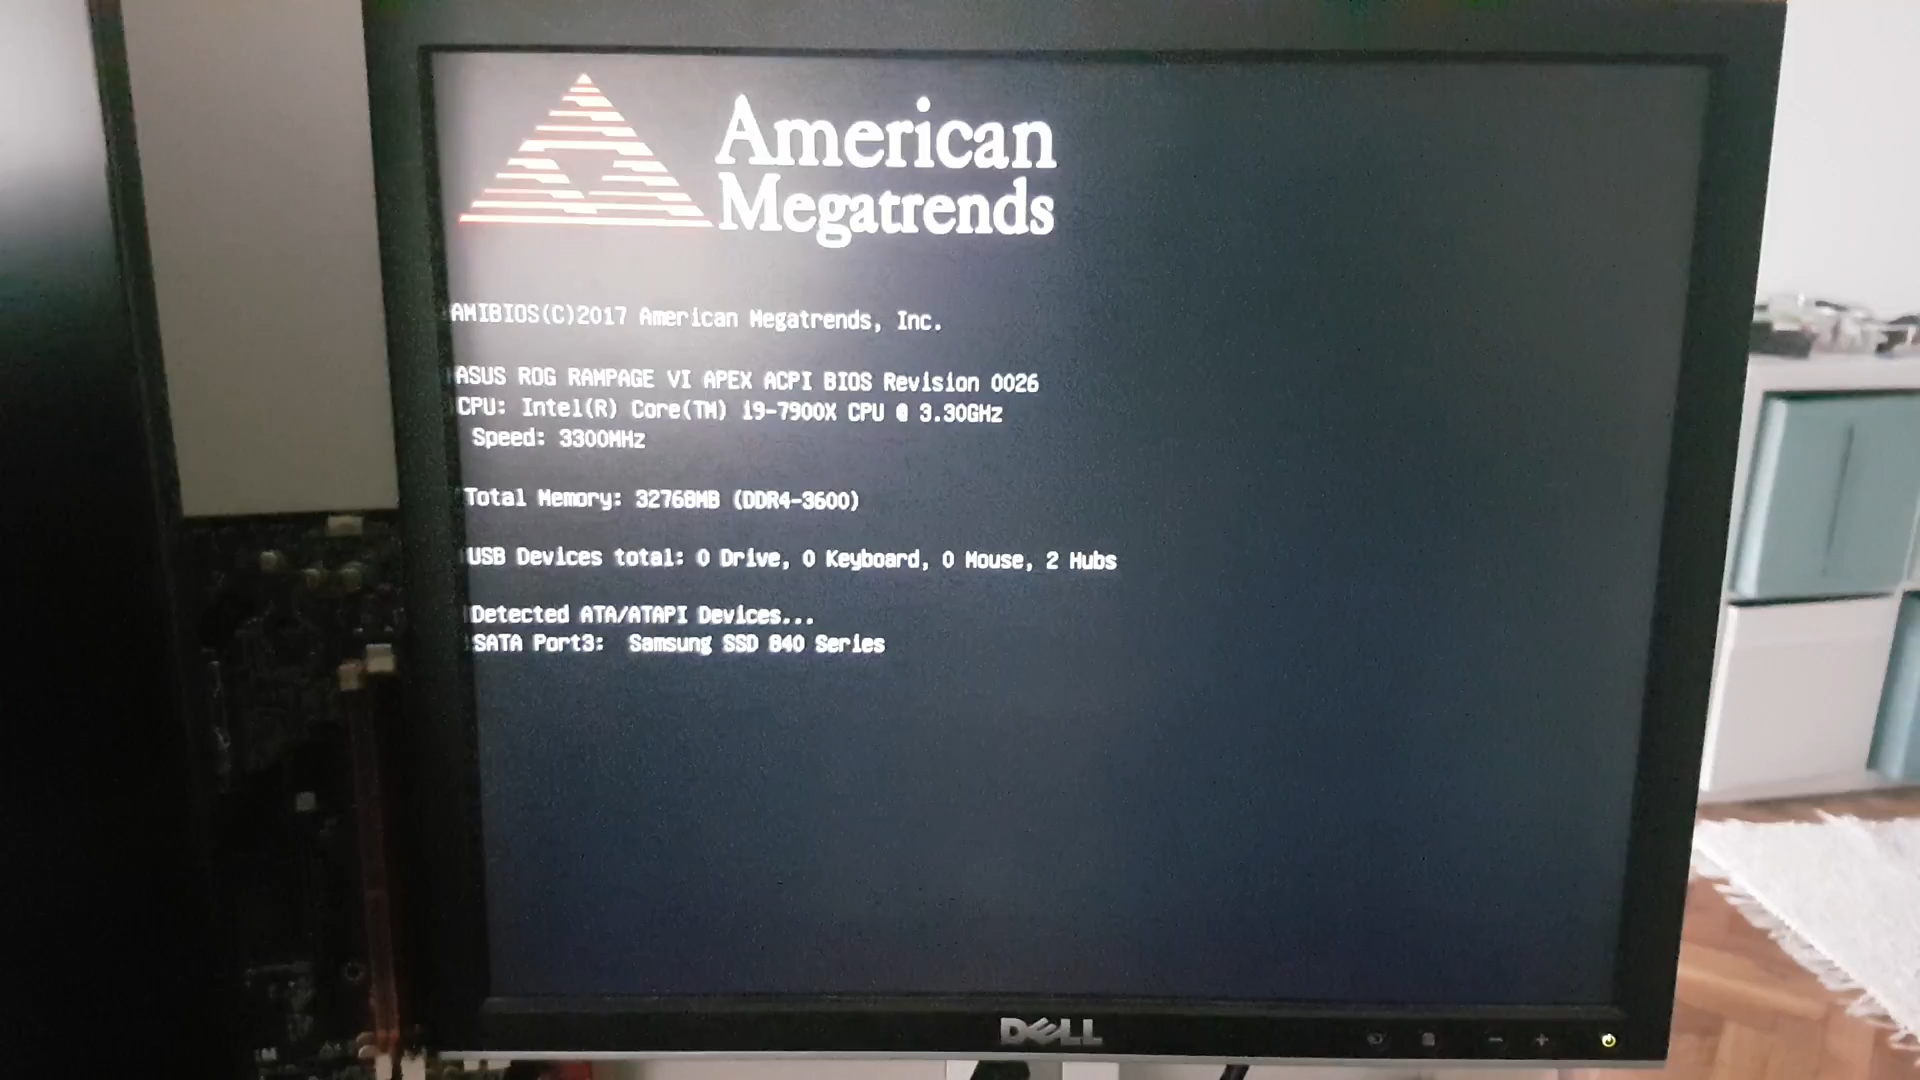 American
Megatrends
AMIBIOS(C)2017 American Megatrends, Inc.
ASUS ROG RAMPAGE VI APEX ACPI BIOS Revision 0026
CPU: Intel(R) Core(TM) i9-7900X CPU @ 3.30GHz
Speed: 3300MHz
Total Memory: 32768MB (DDR4-3600)
USB Devices total: 0 Drive, 0 Keyboard, 0 Mouse, 2 Hubs
Detected ATA/ATAPI Devices...
SATA Port3: Samsung SSD 840 Series
DELL